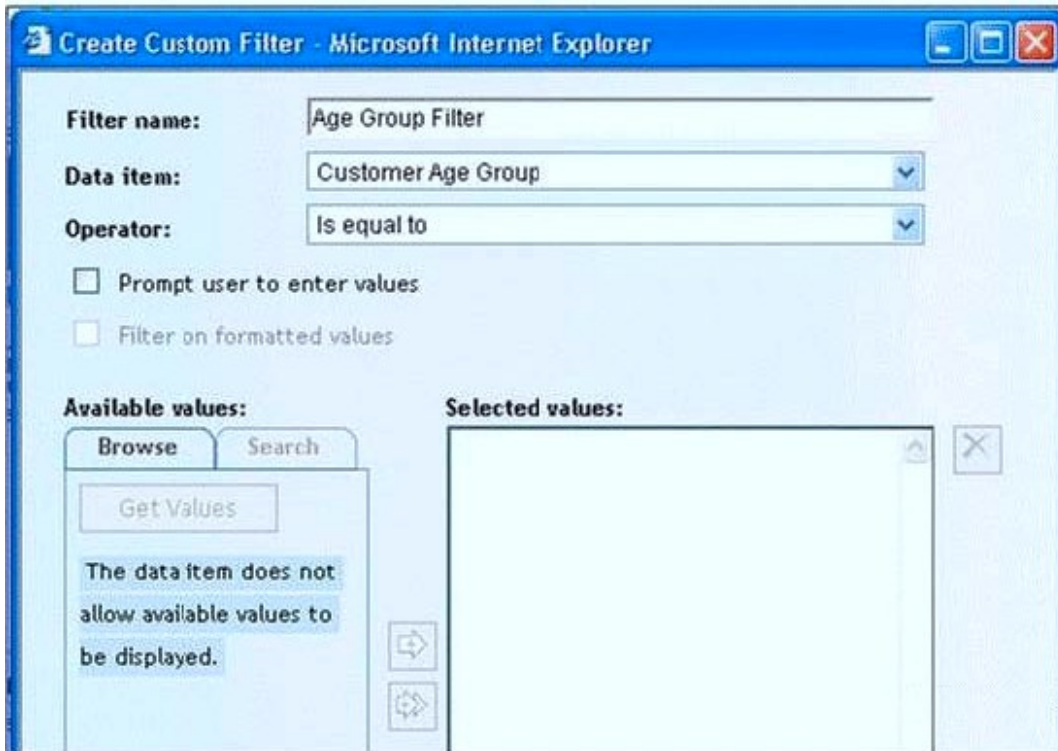 Create Custom Filter - Microsoft Internet Explorer
Filter name: Age Group Filter
Data item: Customer Age Group
Operator: Is equal to
Prompt user to enter values
Filter on formatted values
Available values: Selected values:
Browse Search
Get Values
The data item does not
allow available values to
be displayed.